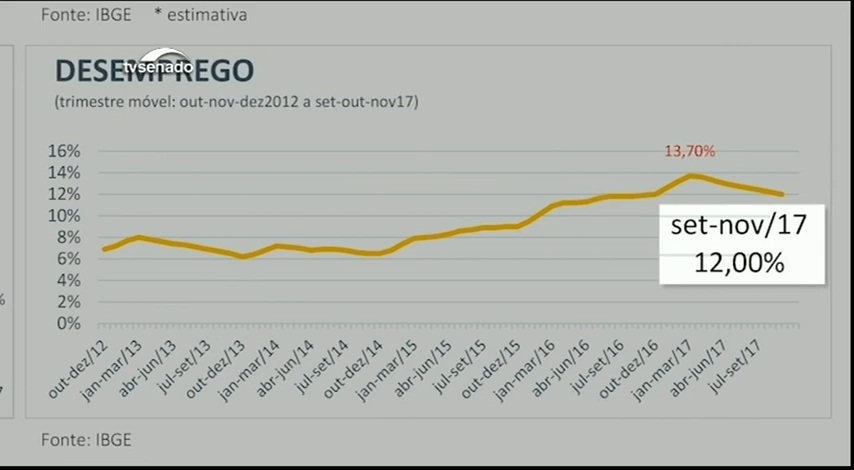 Fonte: IBGE * estimativa
DESEMPREGO
tvsenado
(trimestre móvel: out-nov-dez2012 a set-out-nov17)
13,70%
16%
14%
12%
10%
8%
6%
4%
2%
0%
set-nov/17
12,00%
out-dez/12
jan-mar/13
abr-jun/13
jul-set/13
out-dez/13
jan-mar/14
abr-jun/14
jul-set/14
out-dez/14
jan-mar/15
abr-jun/15
jul-set/15
out-dez/15
jan-mar/16
abr-jun/16
jul-set/16
out-dez/16
jan-mar/17
abr-jun/17
jul-set/17
%
7
Fonte: IBGE